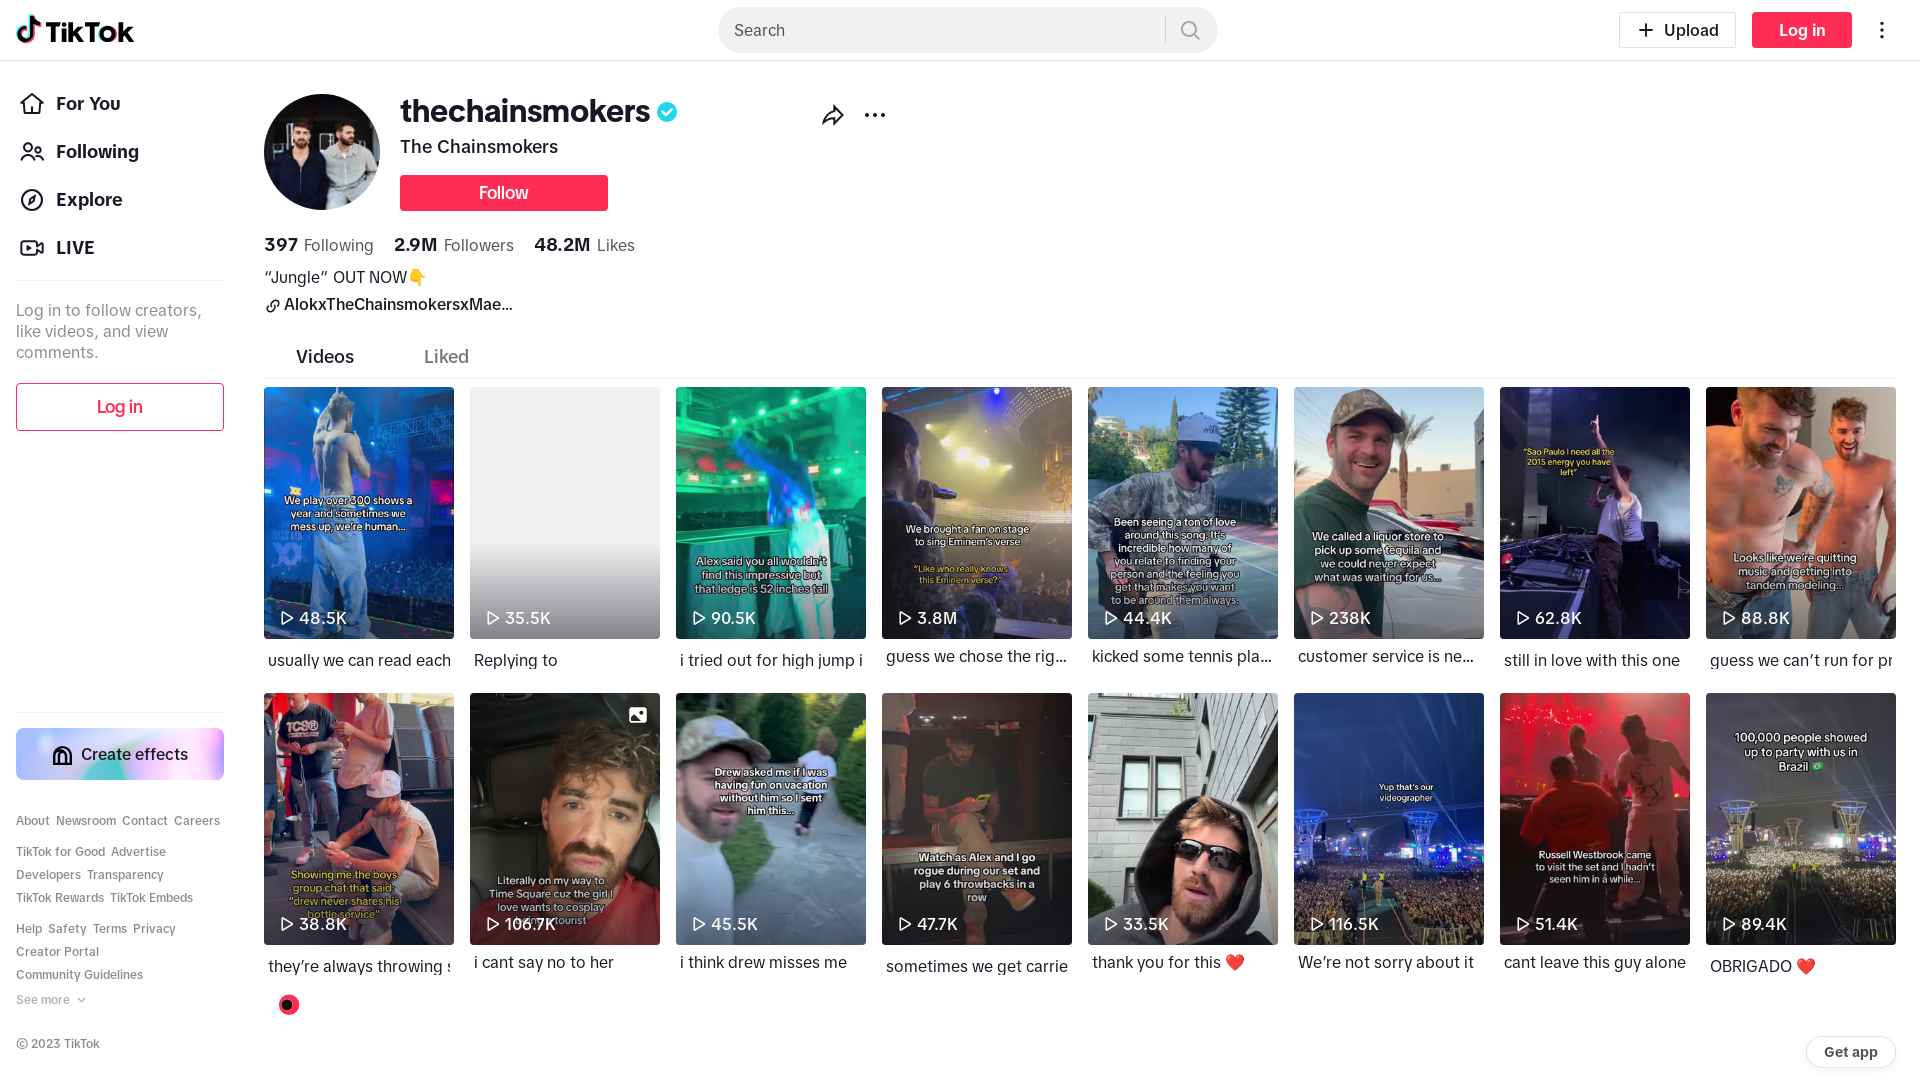 TikTok
Search
Upload
Log in
For You
Following
Explore
LIVE
Log in to follow creators,
like videos, and view
comments.
Log in
Create effects
About Newsroom Contact Careers
TikTok for Good Advertise
Developers Transparency
TikTok Rewards TikTok Embeds
Help Safety Terms Privacy
Creator Portal
Community Guidelines
See more
© 2023 TikTok
thechainsmokers
The Chainsmokers
Follow
397 Following 2.9M Followers 48.2M Likes
“Jungle” OUT NOW👇
AlokxTheChainsmokersxMae...
Videos Liked
We play over 300 shows a
year and sometimes we
mess up, we're human...
48.5K
usually we can read each
35.5K
Replying to
Alex said you all wouldn't
find this impressive but
that ledge is 52 inches tall
90.5K
i tried out for high jump i
We brought a fan on stage
to sing Eminem's verse
"Like who really knows
this Eminem verse?"
3.8M
guess we chose the rig...
Been seeing a ton of love
around this song. It's
incredible how many of
you relate to finding your
person and the feeling you
get that makes you want
to be around them always.
44.4K
kicked some tennis pla...
We called a liquor store to
pick up some tequila and
we could never expect
what was waiting for us...
238K
customer service is ne...
"Sao Paulo I need all the
2015 energy you have
left"
62.8K
still in love with this one
Looks like we're quitting
music and getting into
tandem modeling...
88.8K
guess we can’t run for pr
TCS®
Showing me the boys
group chat that said:
"drew never shares his
bottle service"
38.8K
they’re always throwing s
Literally on my way to
Time Square cuz the girl I
love wants to cosplay
being a tourist
106.7K
i cant say no to her
Drew asked me if I was
having fun on vacation
without him so I sent
him this...
45.5K
i think drew misses me
Watch as Alex and I go
rogue during our set and
play 6 throwbacks in a
row
47.7K
sometimes we get carrie
33.5K
thank you for this ❤️
Yup that's our
videographer
116.5K
We’re not sorry about it
Russell Westbrook came
to visit the set and I hadn't
seen him in a while...
51.4K
cant leave this guy alone
100,000 people showed
up to party with us in
Brazil 🇧🇷
89.4K
OBRIGADO ❤️
Get app